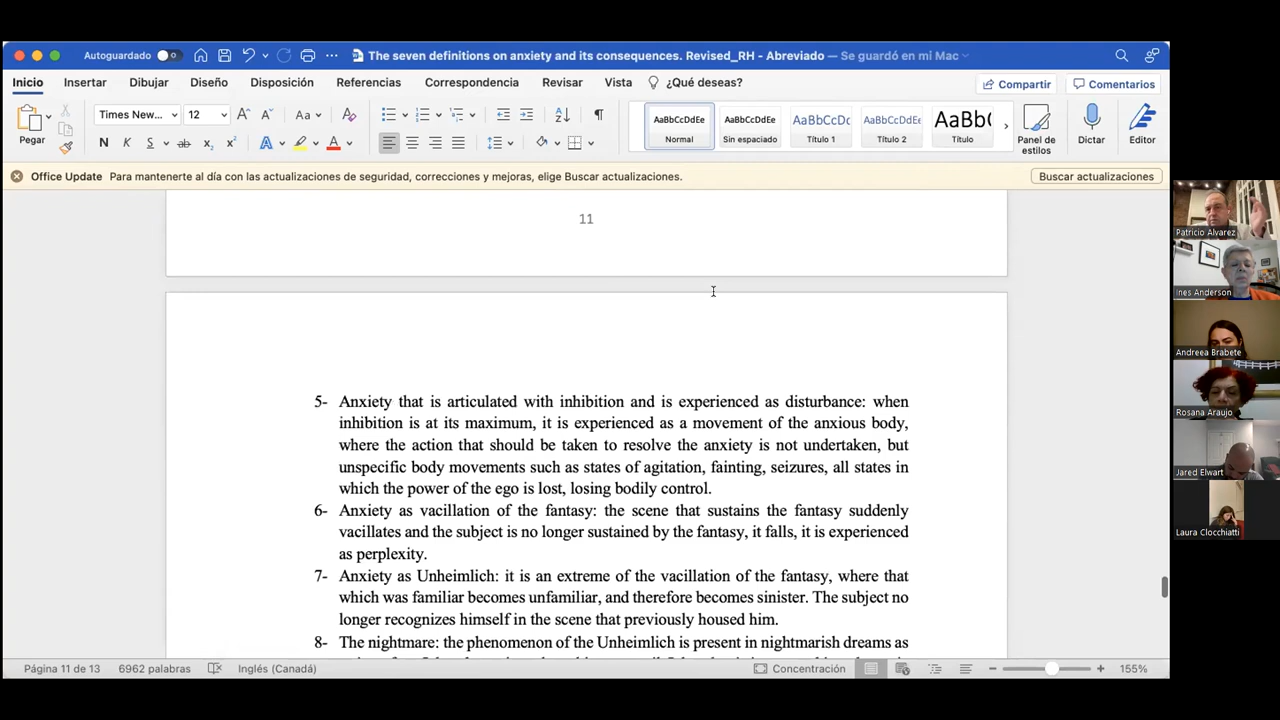 Autoguardado
The seven definitions on anxiety and its consequences. Revised_RH - Abreviado — Se guardó en mi Mac
Inicio Insertar Dibujar Diseño Disposición Referencias Correspondencia Revisar Vista ¿Qué deseas? Compartir Comentarios
Pegar
Times New... 12 Aa
N K S ab x₂ x² A A
AaBbCcDdEe AaBbCcDdEe AaBbCcDc AaBbCcDdEe AaBb(
Normal Sin espaciado Título 1 Título 2 Título
Panel de estilos
Dictar
Editor
Office Update Para mantenerte al día con las actualizaciones de seguridad, correcciones y mejoras, elige Buscar actualizaciones. Buscar actualizaciones
11
5- Anxiety that is articulated with inhibition and is experienced as disturbance: when
inhibition is at its maximum, it is experienced as a movement of the anxious body,
where the action that should be taken to resolve the anxiety is not undertaken, but
unspecific body movements such as states of agitation, fainting, seizures, all states in
which the power of the ego is lost, losing bodily control.
6- Anxiety as vacillation of the fantasy: the scene that sustains the fantasy suddenly
vacillates and the subject is no longer sustained by the fantasy, it falls, it is experienced
as perplexity.
7- Anxiety as Unheimlich: it is an extreme of the vacillation of the fantasy, where that
which was familiar becomes unfamiliar, and therefore becomes sinister. The subject no
longer recognizes himself in the scene that previously housed him.
8- The nightmare: the phenomenon of the Unheimlich is present in nightmarish dreams as
Página 11 de 13 6962 palabras Inglés (Canadá) Concentración 155%
Patricio Alvarez
Ines Anderson
Andreea Brabete
Rosana Araujo
Jared Elwart
Laura Clocchiatti